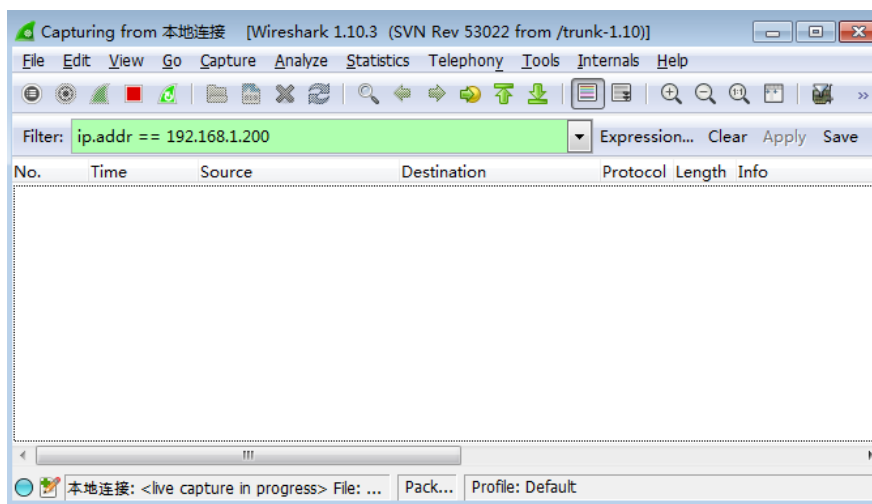 Capturing from 本地连接 [Wireshark 1.10.3 (SVN Rev 53022 from /trunk-1.10)]
File Edit View Go Capture Analyze Statistics Telephony Tools Internals Help
Filter: ip.addr == 192.168.1.200 Expression... Clear Apply Save
No. Time Source Destination Protocol Length Info
本地连接: <live capture in progress> File: ... Pack... Profile: Default